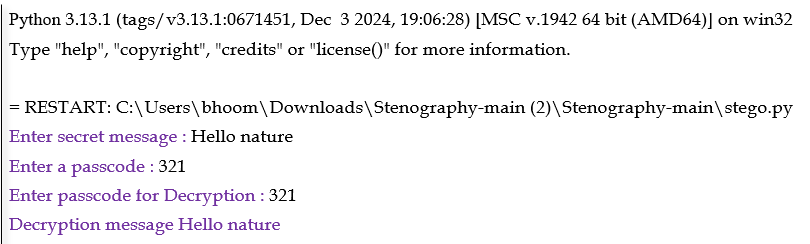 Python 3.13.1 (tags/v3.13.1:0671451, Dec  3 2024, 19:06:28) [MSC v.1942 64 bit (AMD64)] on win32
Type "help", "copyright", "credits" or "license()" for more information.
= RESTART: C:\Users\bhoom\Downloads\Stenography-main (2)\Stenography-main\stego.py
Enter secret message : Hello nature
Enter a passcode : 321
Enter passcode for Decryption : 321
Decryption message Hello nature